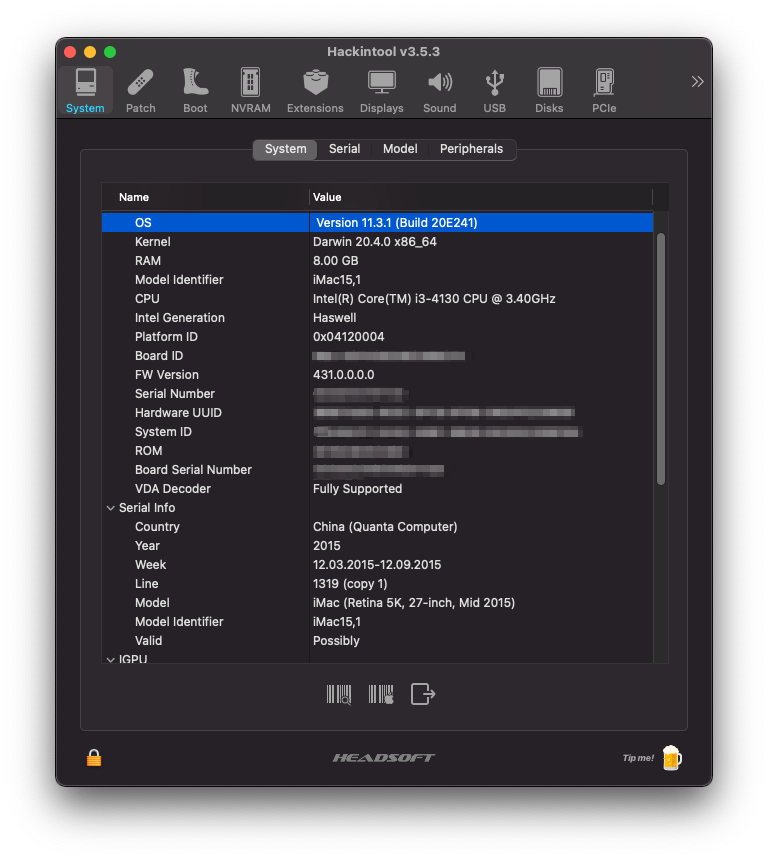 Hackintool v3.5.3
System Patch Boot NVRAM Extensions Displays Sound USB Disks PCIe
System Serial Model Peripherals
Name Value
OS Version 11.3.1 (Build 20E241)
Kernel Darwin 20.4.0 x86_64
RAM 8.00 GB
Model Identifier iMac15,1
CPU Intel(R) Core(TM) i3-4130 CPU @ 3.40GHz
Intel Generation Haswell
Platform ID 0x04120004
Board ID
FW Version 431.0.0.0.0
Serial Number
Hardware UUID
System ID
ROM
Board Serial Number
VDA Decoder Fully Supported
Serial Info
Country China (Quanta Computer)
Year 2015
Week 12.03.2015-12.09.2015
Line 1319 (copy 1)
Model iMac (Retina 5K, 27-inch, Mid 2015)
Model Identifier iMac15,1
Valid Possibly
IGPU
HEADSOFT Tip me!